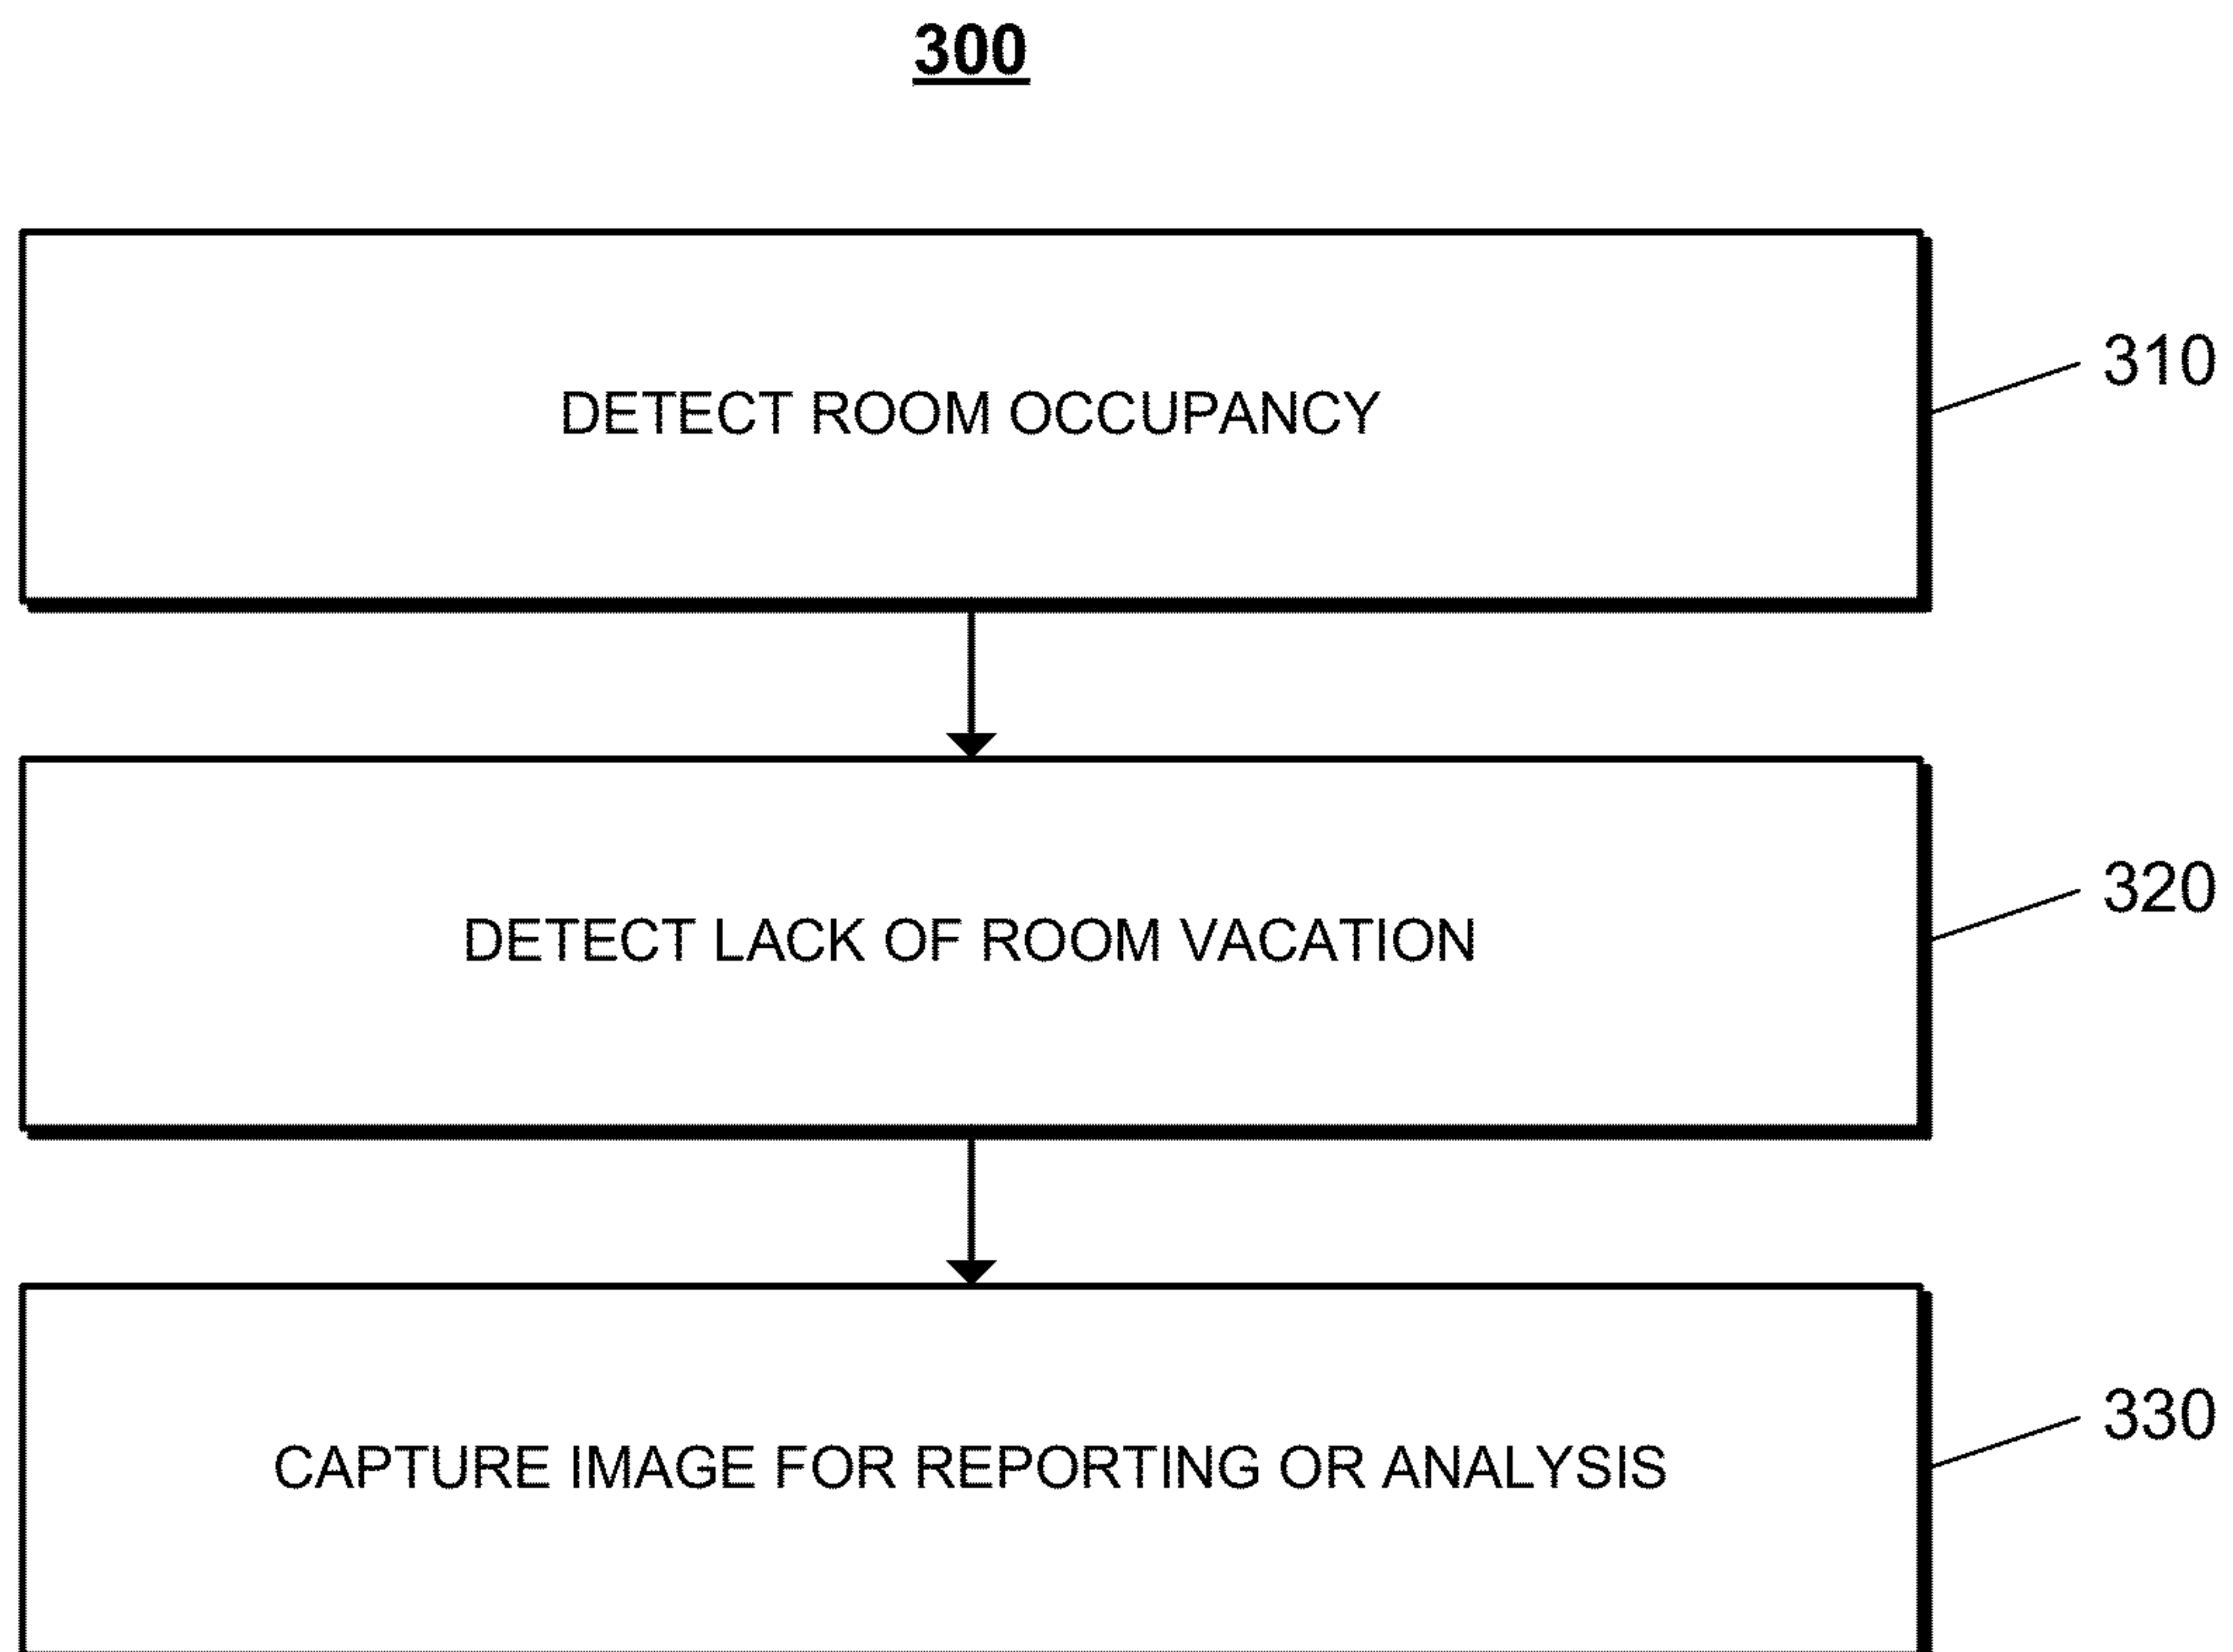 300
DETECT ROOM OCCUPANCY
310
DETECT LACK OF ROOM VACATION
320
CAPTURE IMAGE FOR REPORTING OR ANALYSIS
330